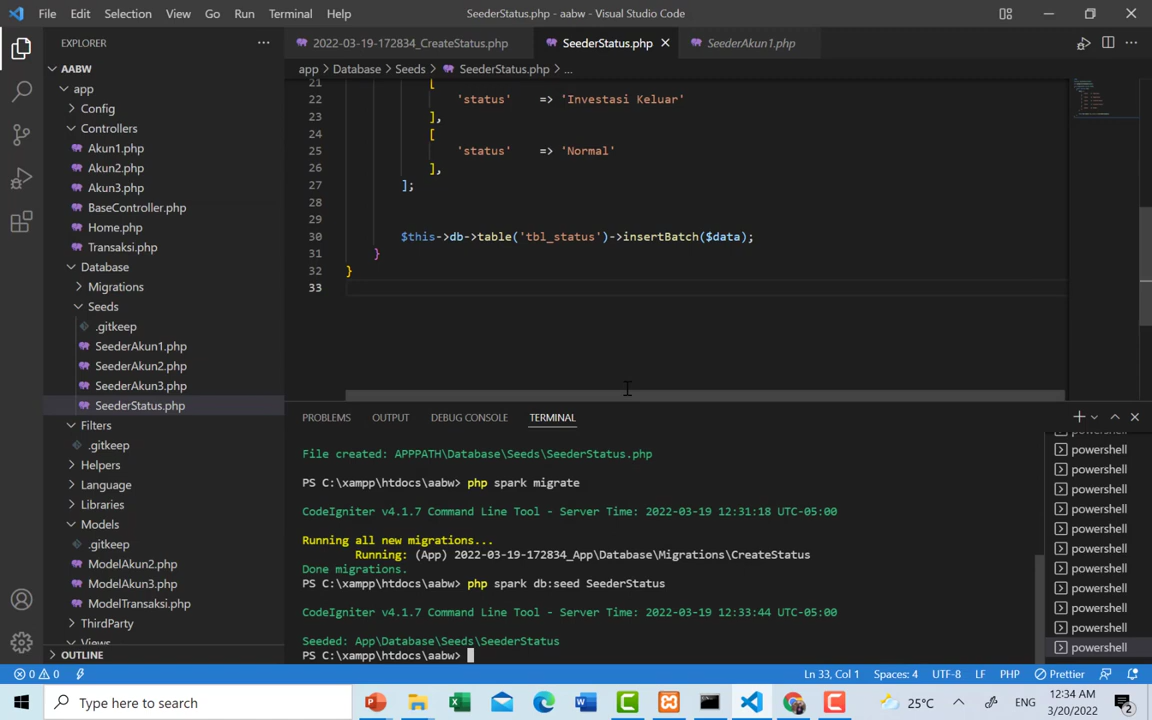 File Edit Selection View Go Run Terminal Help SeederStatus.php - aabw - Visual Studio Code
EXPLORER
2022-03-19-172834_CreateStatus.php SeederStatus.php SeederAkun1.php
app > Database > Seeds > SeederStatus.php > ...
AABW
app
Config
Controllers
Akun1.php
Akun2.php
Akun3.php
BaseController.php
Home.php
Transaksi.php
Database
Migrations
Seeds
.gitkeep
SeederAkun1.php
SeederAkun2.php
SeederAkun3.php
SeederStatus.php
Filters
.gitkeep
Helpers
Language
Libraries
Models
.gitkeep
ModelAkun2.php
ModelAkun3.php
ModelTransaksi.php
ThirdParty
Views
OUTLINE
21 [
22 'status' => 'Investasi Keluar'
23 ],
24 [
25 'status' => 'Normal'
26 ],
27 ];
28
29
30 $this->db->table('tbl_status')->insertBatch($data);
31 }
32 }
33
PROBLEMS OUTPUT DEBUG CONSOLE TERMINAL
File created: APPPATH\Database\Seeds\SeederStatus.php
PS C:\xampp\htdocs\aabw> php spark migrate
CodeIgniter v4.1.7 Command Line Tool - Server Time: 2022-03-19 12:31:18 UTC-05:00
Running all new migrations...
Running: (App) 2022-03-19-172834_App\Database\Migrations\CreateStatus
Done migrations.
PS C:\xampp\htdocs\aabw> php spark db:seed SeederStatus
CodeIgniter v4.1.7 Command Line Tool - Server Time: 2022-03-19 12:33:44 UTC-05:00
Seeded: App\Database\Seeds\SeederStatus
PS C:\xampp\htdocs\aabw>
powershell
powershell
powershell
powershell
powershell
powershell
powershell
powershell
powershell
powershell
powershell
powershell
0 0 Ln 33, Col 1 Spaces: 4 UTF-8 LF PHP Prettier
Type here to search 25°C ENG 12:34 AM
3/20/2022 2